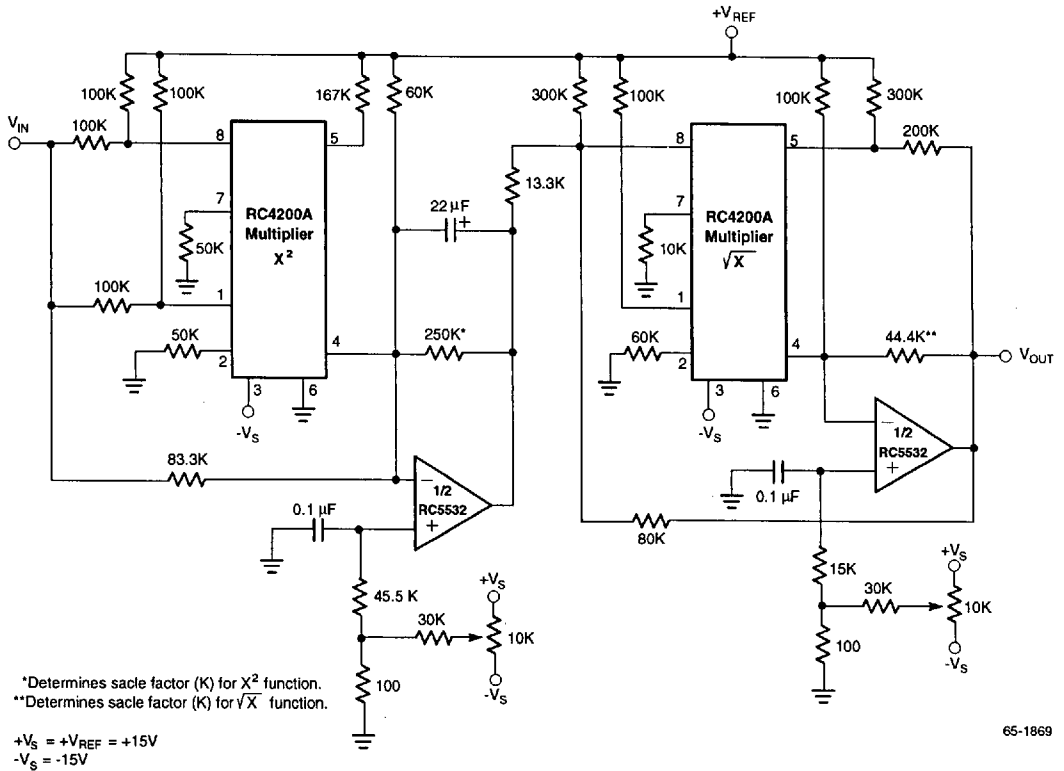 +V_REF
100K
100K
167K
60K
300K
100K
100K
300K
V_IN
100K
8
5
8
5
200K
13.3K
7
RC4200A
Multiplier
X²
22 µF
+
7
RC4200A
Multiplier
√X
50K
10K
100K
1
1
50K
2
4
250K*
60K
2
4
44.4K**
V_OUT
3
6
3
6
-V_S
-V_S
83.3K
−
1/2
RC5532
+
−
1/2
RC5532
+
0.1 µF
0.1 µF
80K
45.5 K
+V_S
15K
+V_S
30K
10K
30K
10K
100
-V_S
100
-V_S
*Determines sacle factor (K) for X² function.
**Determines sacle factor (K) for √X function.
+V_S = +V_REF = +15V
-V_S = -15V
65-1869